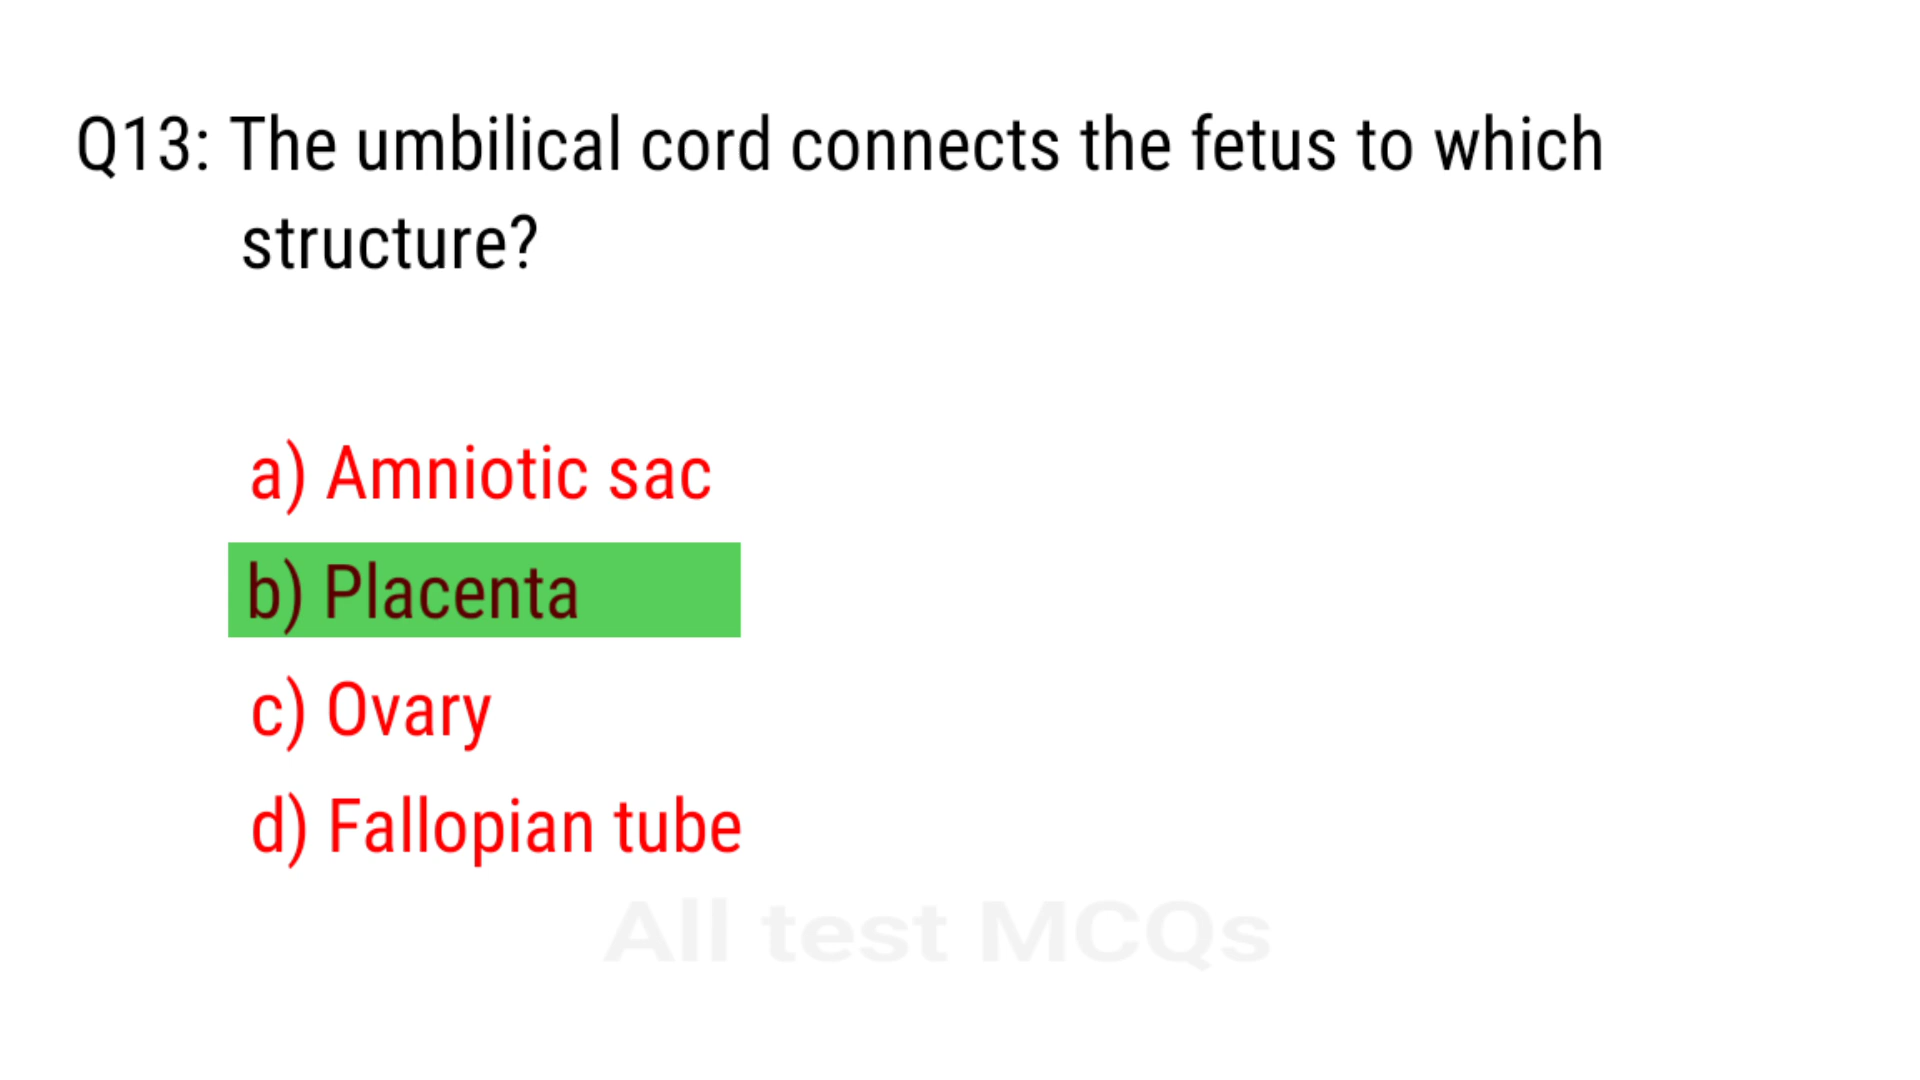 Q13: The umbilical cord connects the fetus to which
structure?
a) Amniotic sac
b) Placenta
c) Ovary
d) Fallopian tube
All test MCQs